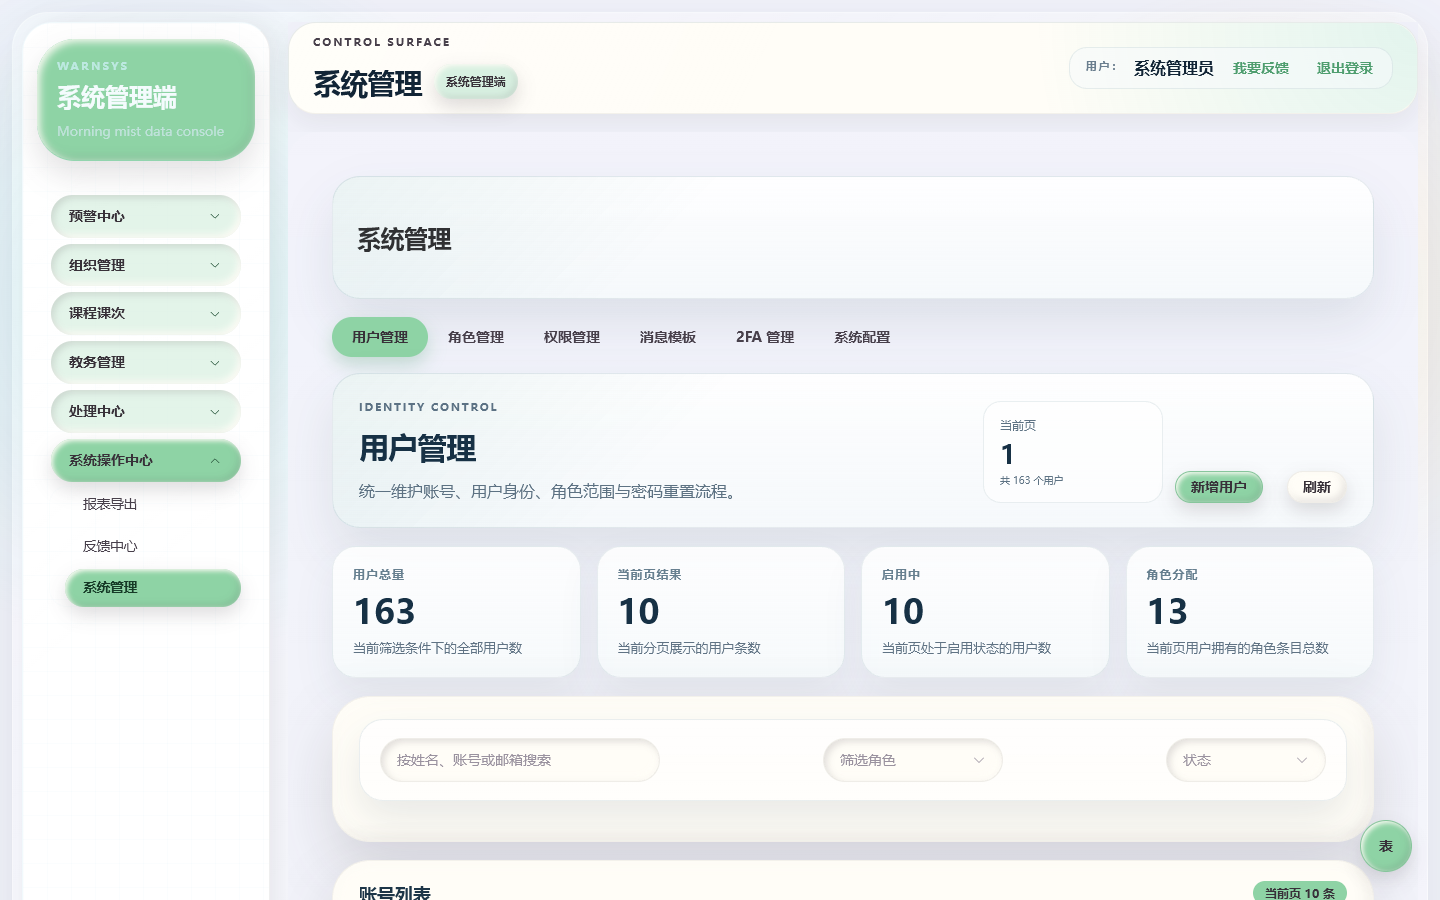 WARNSYS
系统管理端
Morning mist data console
预警中心
组织管理
课程课次
教务管理
处理中心
系统操作中心
报表导出
反馈中心
系统管理
CONTROL SURFACE
系统管理 系统管理端
用户： 系统管理员 我要反馈 退出登录
系统管理
用户管理 角色管理 权限管理 消息模板 2FA 管理 系统配置
IDENTITY CONTROL
用户管理
统一维护账号、用户身份、角色范围与密码重置流程。
当前页
1
共 163 个用户
新增用户 刷新
用户总量
163
当前筛选条件下的全部用户数
当前页结果
10
当前分页展示的用户条数
启用中
10
当前页处于启用状态的用户数
角色分配
13
当前页用户拥有的角色条目总数
按姓名、账号或邮箱搜索 筛选角色 状态
表
账号列表 当前页 10 条